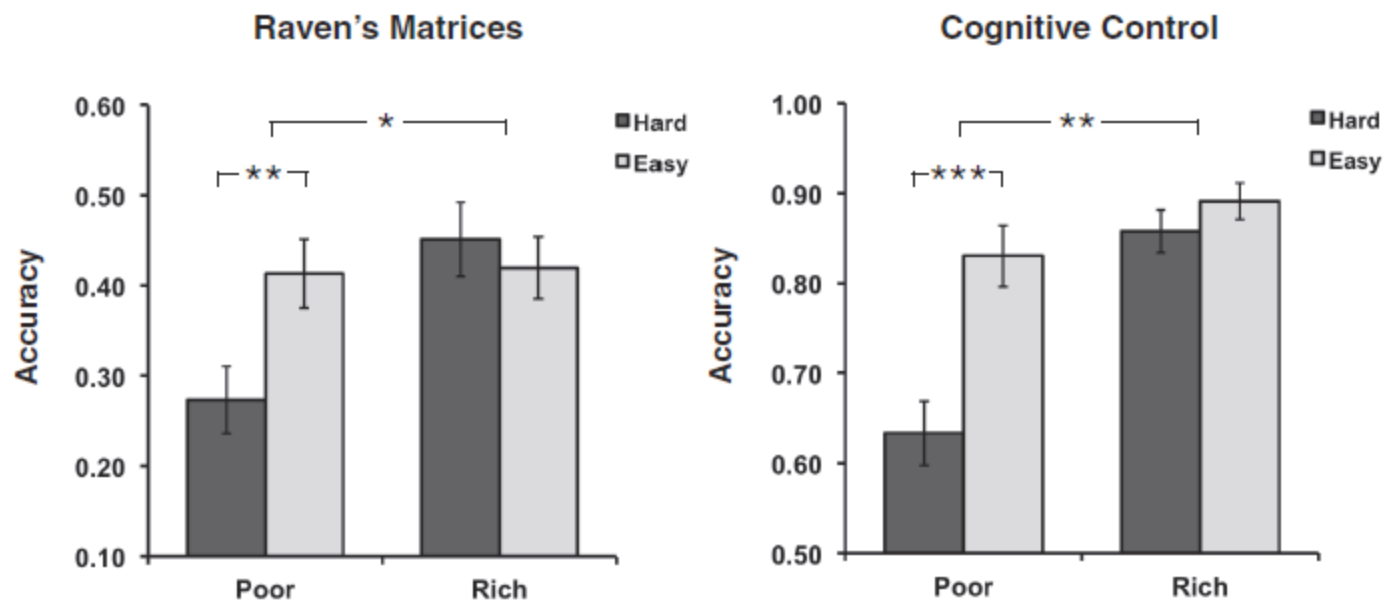 Raven's Matrices
Accuracy
0.60
0.50
0.40
0.30
0.20
0.10
*
**
Hard
Easy
Poor Rich
Cognitive Control
Accuracy
1.00
0.90
0.80
0.70
0.60
0.50
**
***
Hard
Easy
Poor Rich